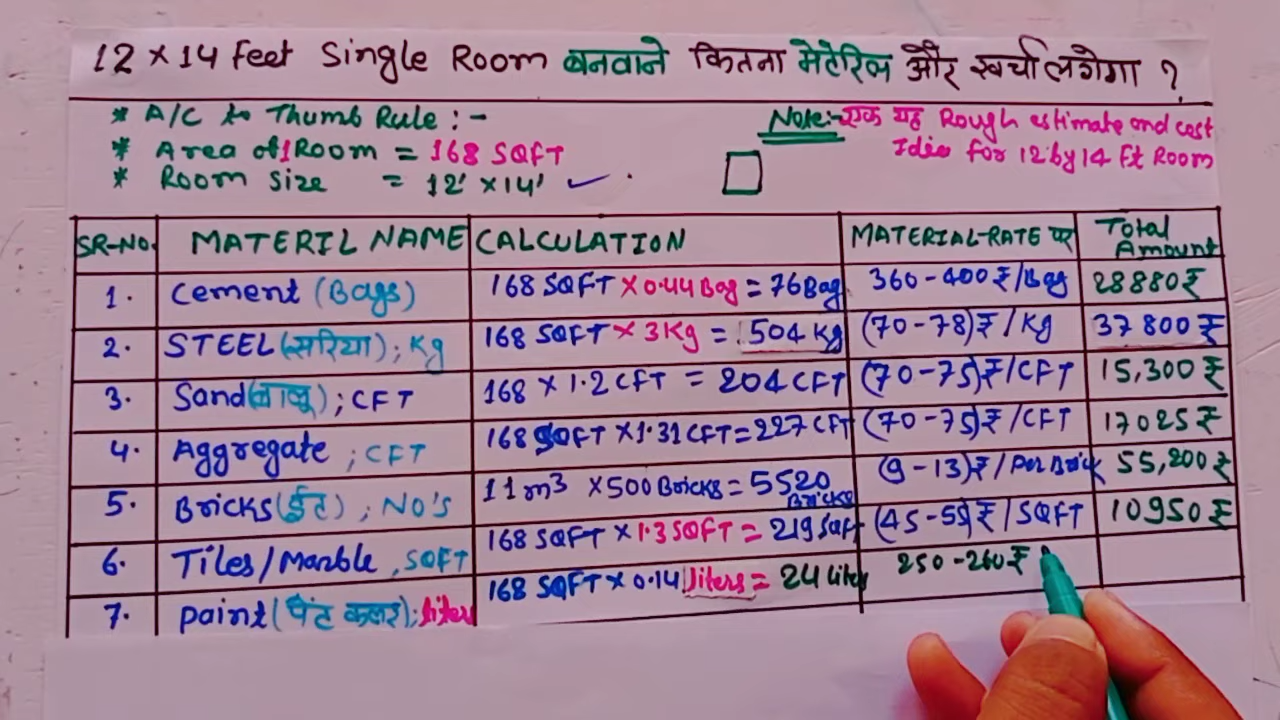 12 × 14 feet Single Room बनवाने कितना मेटेरिल और खर्चा लगेगा ?
* A/C to Thumb Rule :-
* Area of 1 Room = 168 SQFT
* Room Size = 12' × 14' ✓ .
Note:- एक यह Rough estimate and cost
Idia for 12 by 14 ft Room
SR-NO. MATERIL NAME CALCULATION MATERIAL-RATE पर Total Amount
1. Cement (Bags) 168 SQFT × 0.44 Bag = 76 Bag 360-400 ₹/Bag 28880 ₹
2. STEEL (सरिया) ; Kg 168 SQFT × 3 Kg = 504 Kg (70-78) ₹ / Kg 37800 ₹
3. Sand (बालू) ; CFT 168 × 1.2 CFT = 204 CFT (70-75) ₹/CFT 15,300 ₹
4. Aggregate ; CFT 168 SQFT × 1.31 CFT = 227 CFT (70-75) ₹ /CFT 17025 ₹
5. Bricks (ईंट) ; NO'S 11 m³ × 500 Bricks = 5520 Bricks (9-13) ₹ / Per Brick 55,200 ₹
6. Tiles/Marble , SQFT 168 SQFT × 1.3 SQFT = 219 Sqft (45-55) ₹ / SQFT 10950 ₹
7. Paint (पेंट कलर) ; liters 168 SQFT × 0.14 liters = 24 liters 250-260 ₹